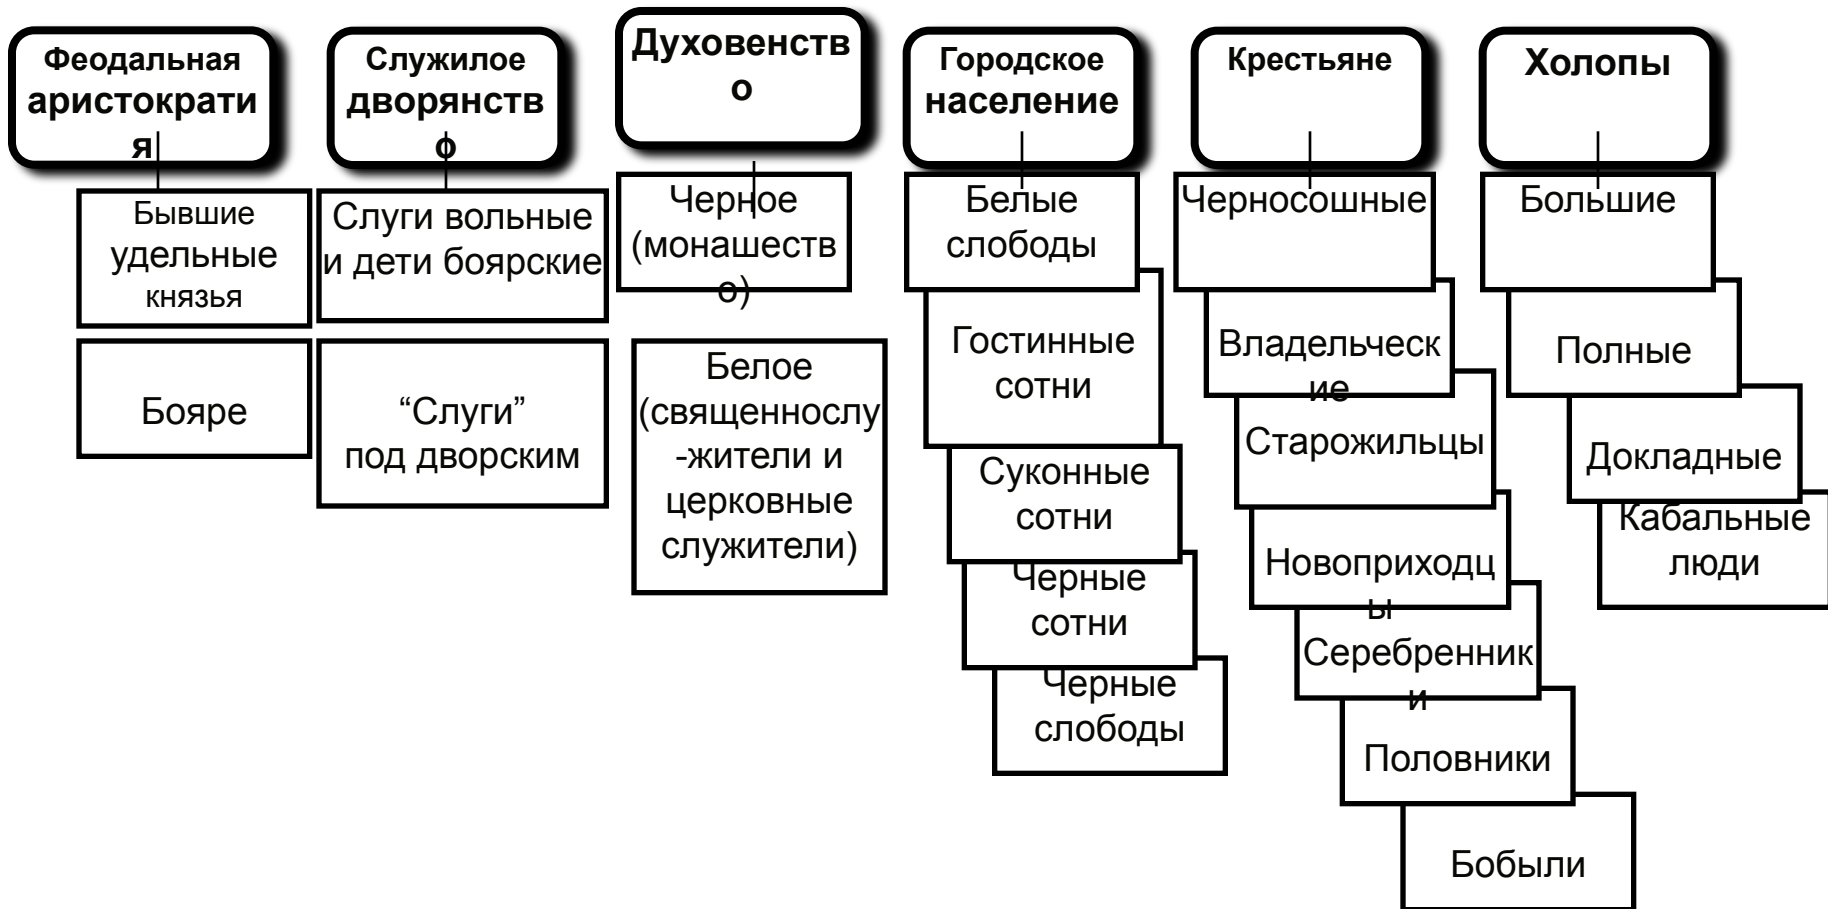 Феодальная
аристократи
я
Бывшие
удельные
князья
Бояре
Служилое
дворянств
о
Слуги вольные
и дети боярские
“Слуги”
под дворским
Духовенств
о
Черное
(монашеств
о)
Белое
(священнослу
-жители и
церковные
служители)
Городское
население
Белые
слободы
Гостинные
сотни
Суконные
сотни
Черные
сотни
Черные
слободы
Крестьяне
Черносошные
Владельческ
ие
Старожильцы
Новоприходц
ы
Серебренник
и
Половники
Бобыли
Холопы
Большие
Полные
Докладные
Кабальные
люди